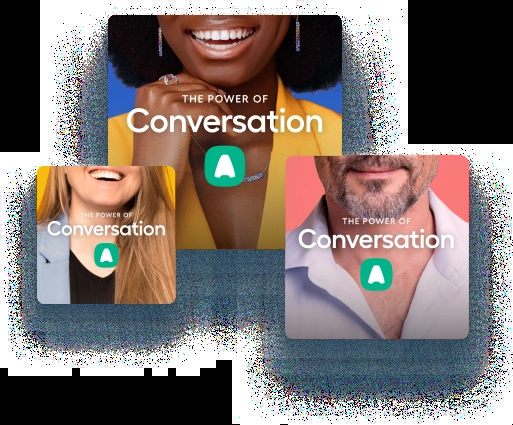 THE POWER OF
Conversation
THE POWER OF
Conversation
THE POWER OF
Conversation